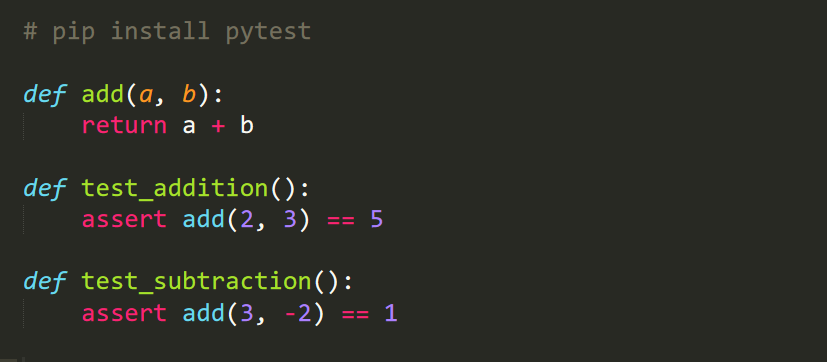 # pip install pytest
def add(a, b):
    return a + b
def test_addition():
    assert add(2, 3) == 5
def test_subtraction():
    assert add(3, -2) == 1